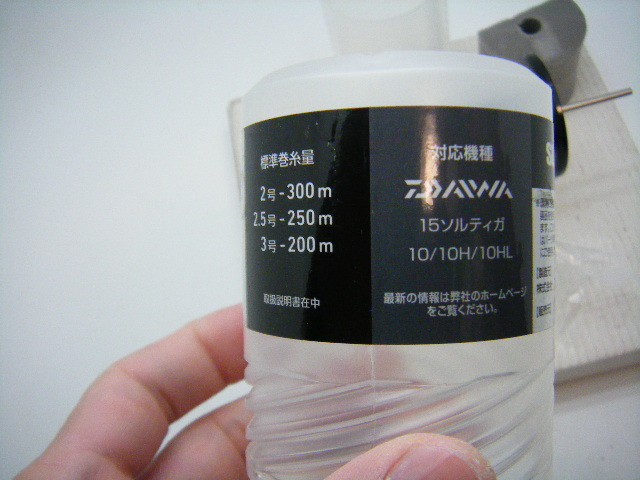 標準巻糸量
2号-300m
2.5号-250m
3号-200m
取扱説明書在中
対応機種
DAIWA
15ソルティガ
10/10H/10HL
最新の情報は弊社のホームページ
をご覧ください。